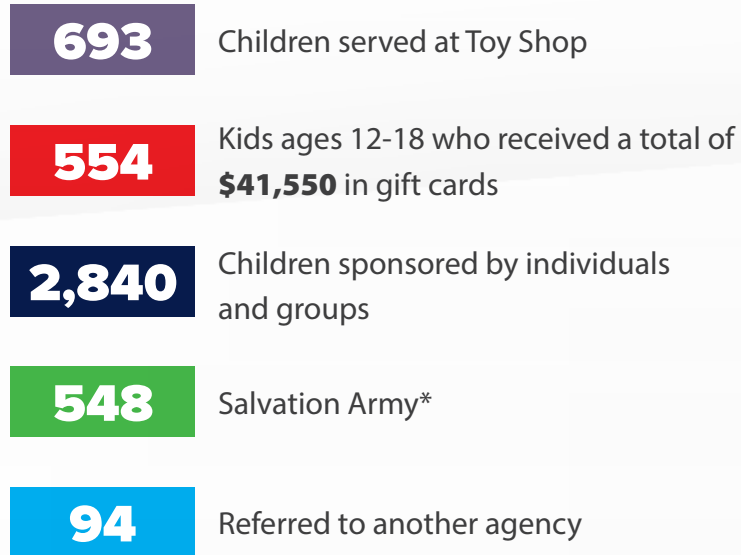 693
Children served at Toy Shop
554
Kids ages 12-18 who received a total of
$41,550 in gift cards
2,840
Children sponsored by individuals
and groups
548
Salvation Army*
94
Referred to another agency